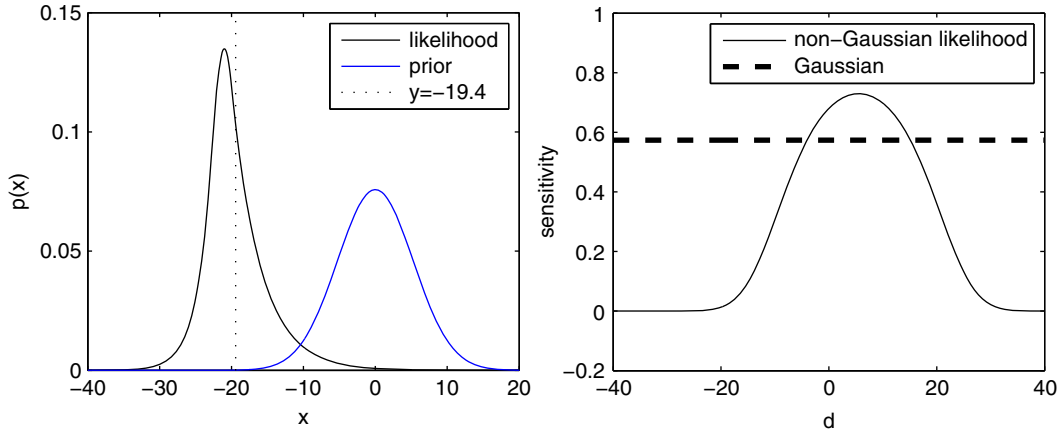 0.15
0.1
0.05
0
p(x)
−40
−30
−20
−10
0
10
20
x
likelihood
prior
y=−19.4
1
0.8
0.6
0.4
0.2
0
−0.2
sensitivity
−40
−20
0
20
40
d
non−Gaussian likelihood
Gaussian